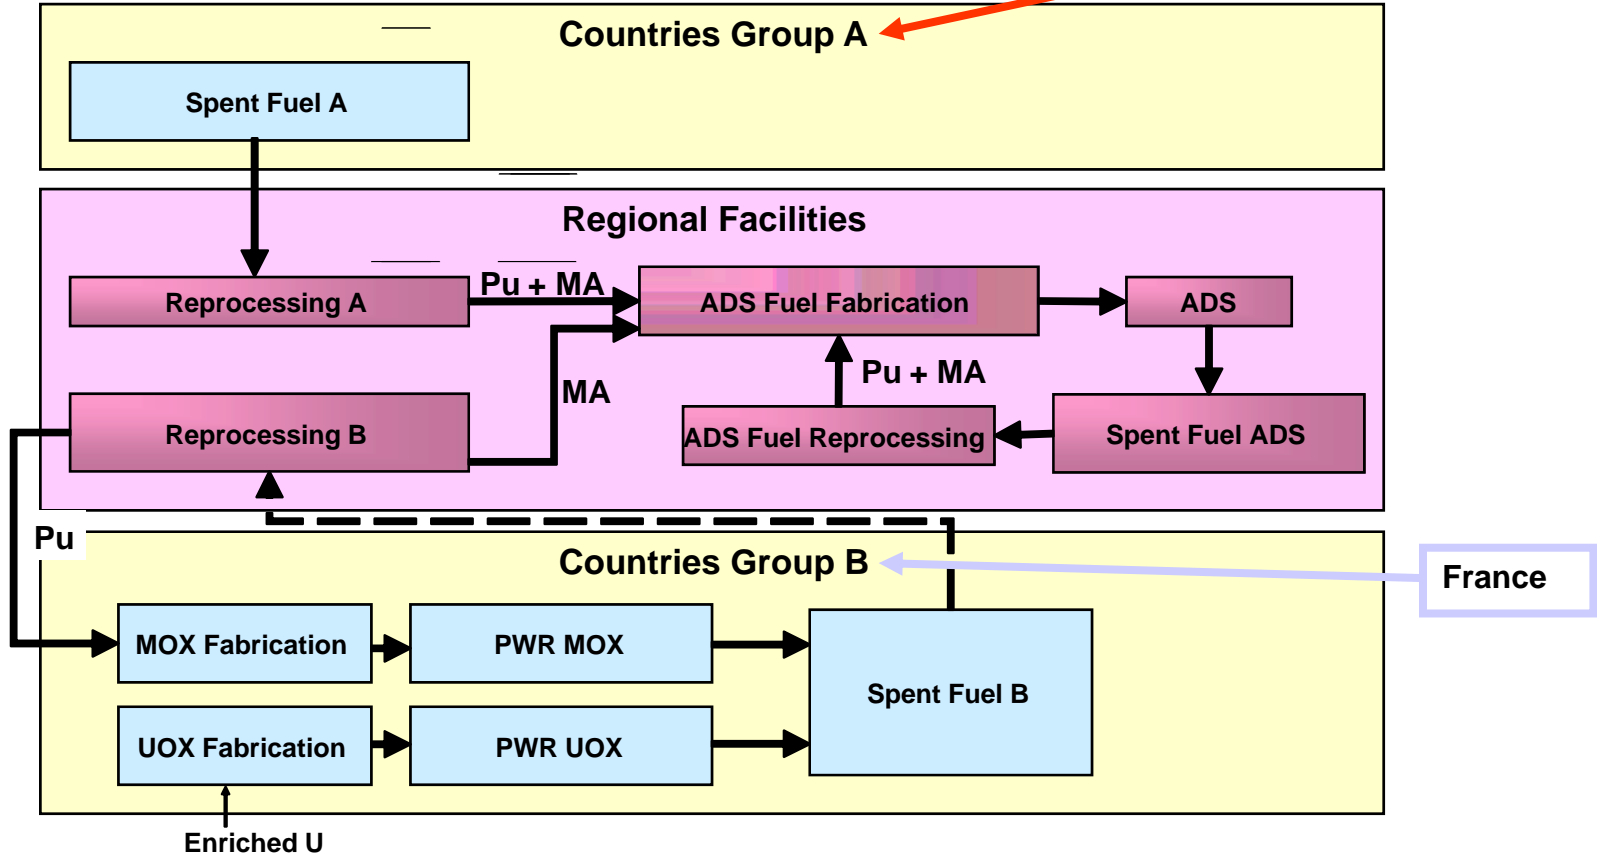 Countries Group A
Spent Fuel A
Regional Facilities
Reprocessing A
Pu + MA
ADS Fuel Fabrication
ADS
MA
Pu + MA
Reprocessing B
ADS Fuel Reprocessing
Spent Fuel ADS
Pu
Countries Group B
France
MOX Fabrication
PWR MOX
Spent Fuel B
UOX Fabrication
PWR UOX
Enriched U